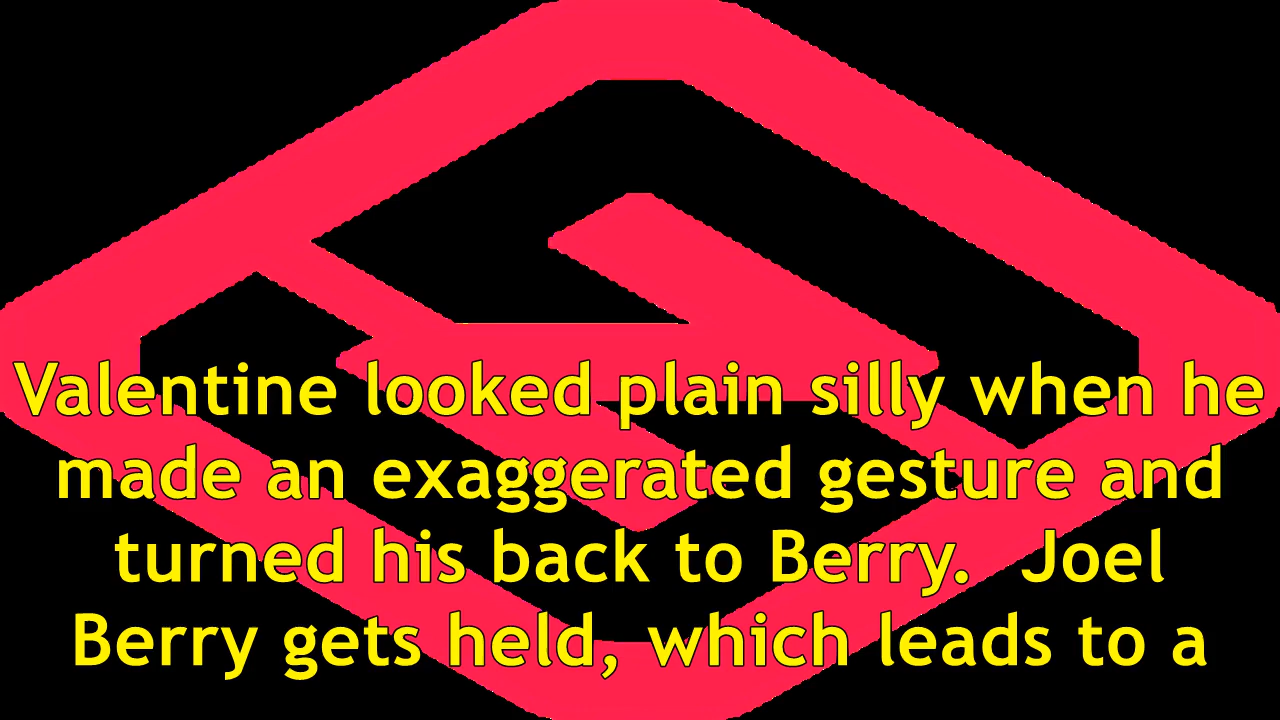 Valentine looked plain silly when he
made an exaggerated gesture and
turned his back to Berry.  Joel
Berry gets held, which leads to a